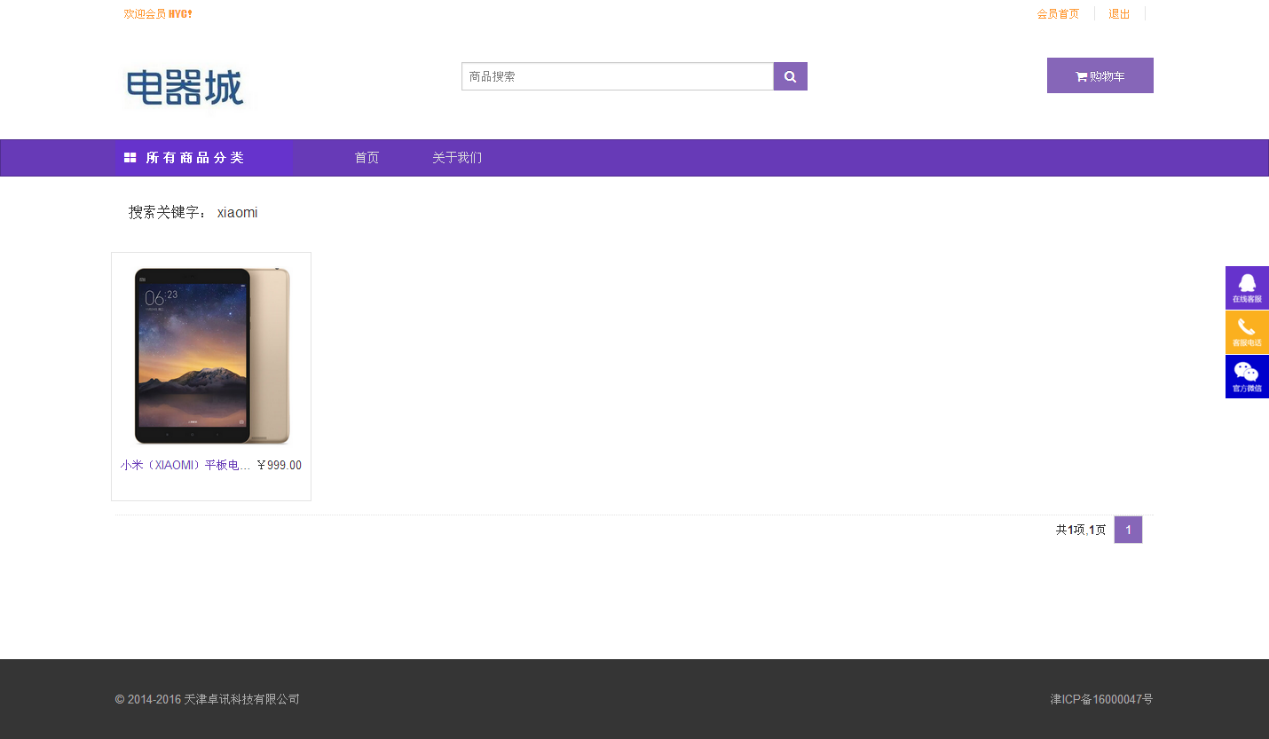 欢迎会员 HYC!
会员首页
退出
电器城
商品搜索
购物车
所有商品分类
首页
关于我们
搜索关键字： xiaomi
06:23
在线客服
客服电话
官方微信
小米（XIAOMI）平板电... ￥999.00
共1项,1页 1
© 2014-2016 天津卓讯科技有限公司
津ICP备16000047号